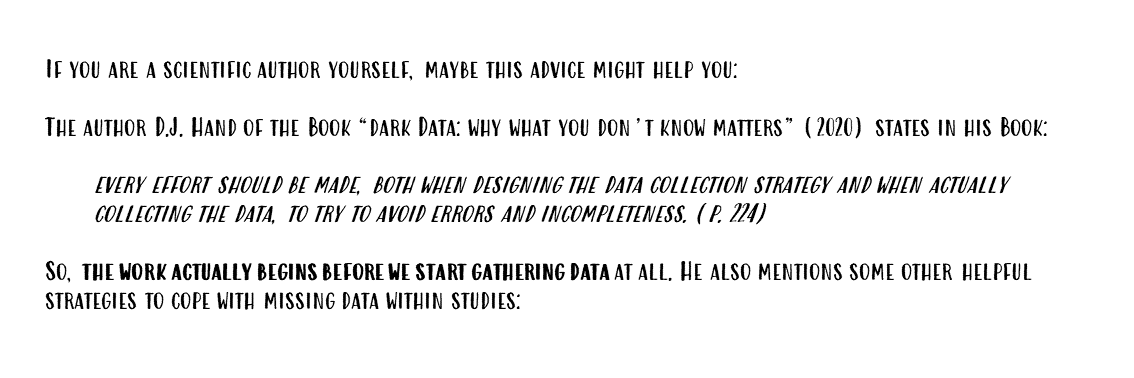 If you are a scientific author yourself, maybe this advice might help you:
The author D.J. Hand of the Book “dark Data: why what you don't know matters” (2020) states in his Book:
every effort should be made, both when designing the data collection strategy and when actually
collecting the data, to try to avoid errors and incompleteness. (p. 224)
So, the work actually begins before we start gathering data at all. He also mentions some other helpful
strategies to cope with missing data within studies: